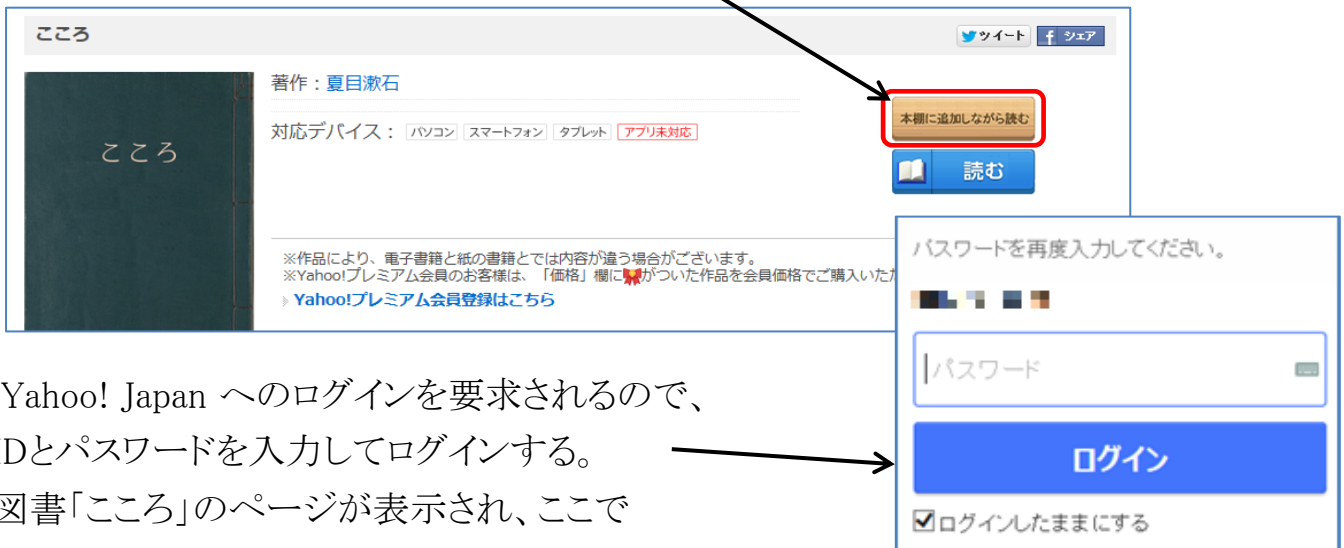 こころ
ツイート
f シェア
著作：夏目漱石
対応デバイス： パソコン スマートフォン タブレット アプリ未対応
こころ
本棚に追加しながら読む
読む
※作品により、電子書籍と紙の書籍とでは内容が違う場合がございます。
※Yahoo!プレミアム会員のお客様は、「価格」欄に がついた作品を会員価格でご購入いた
Yahoo!プレミアム会員登録はこちら
パスワードを再度入力してください。
パスワード
ログイン
ログインしたままにする
Yahoo! Japan へのログインを要求されるので、
IDとパスワードを入力してログインする。
図書「こころ」のページが表示され、ここで